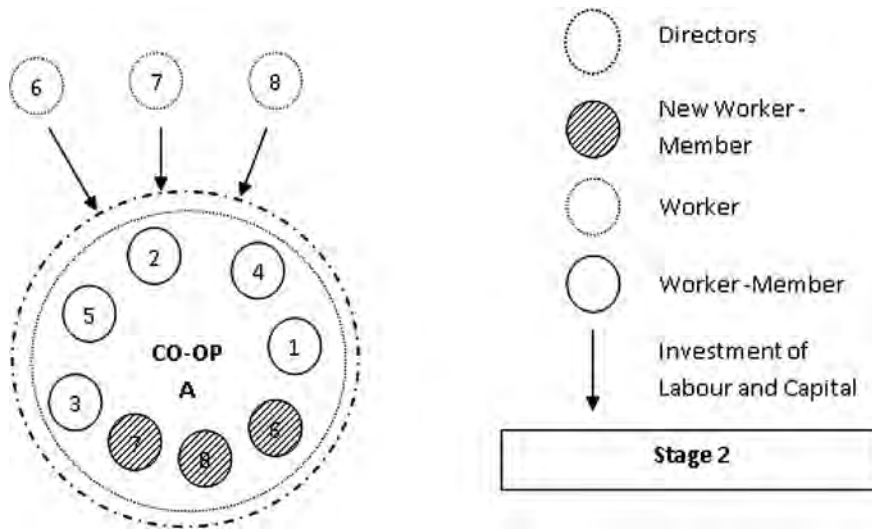 6
7
8
2
4
5
1
CO-OP
A
3
7
8
6
Directors
New Worker -
Member
Worker
Worker -Member
Investment of
Labour and Capital
Stage 2